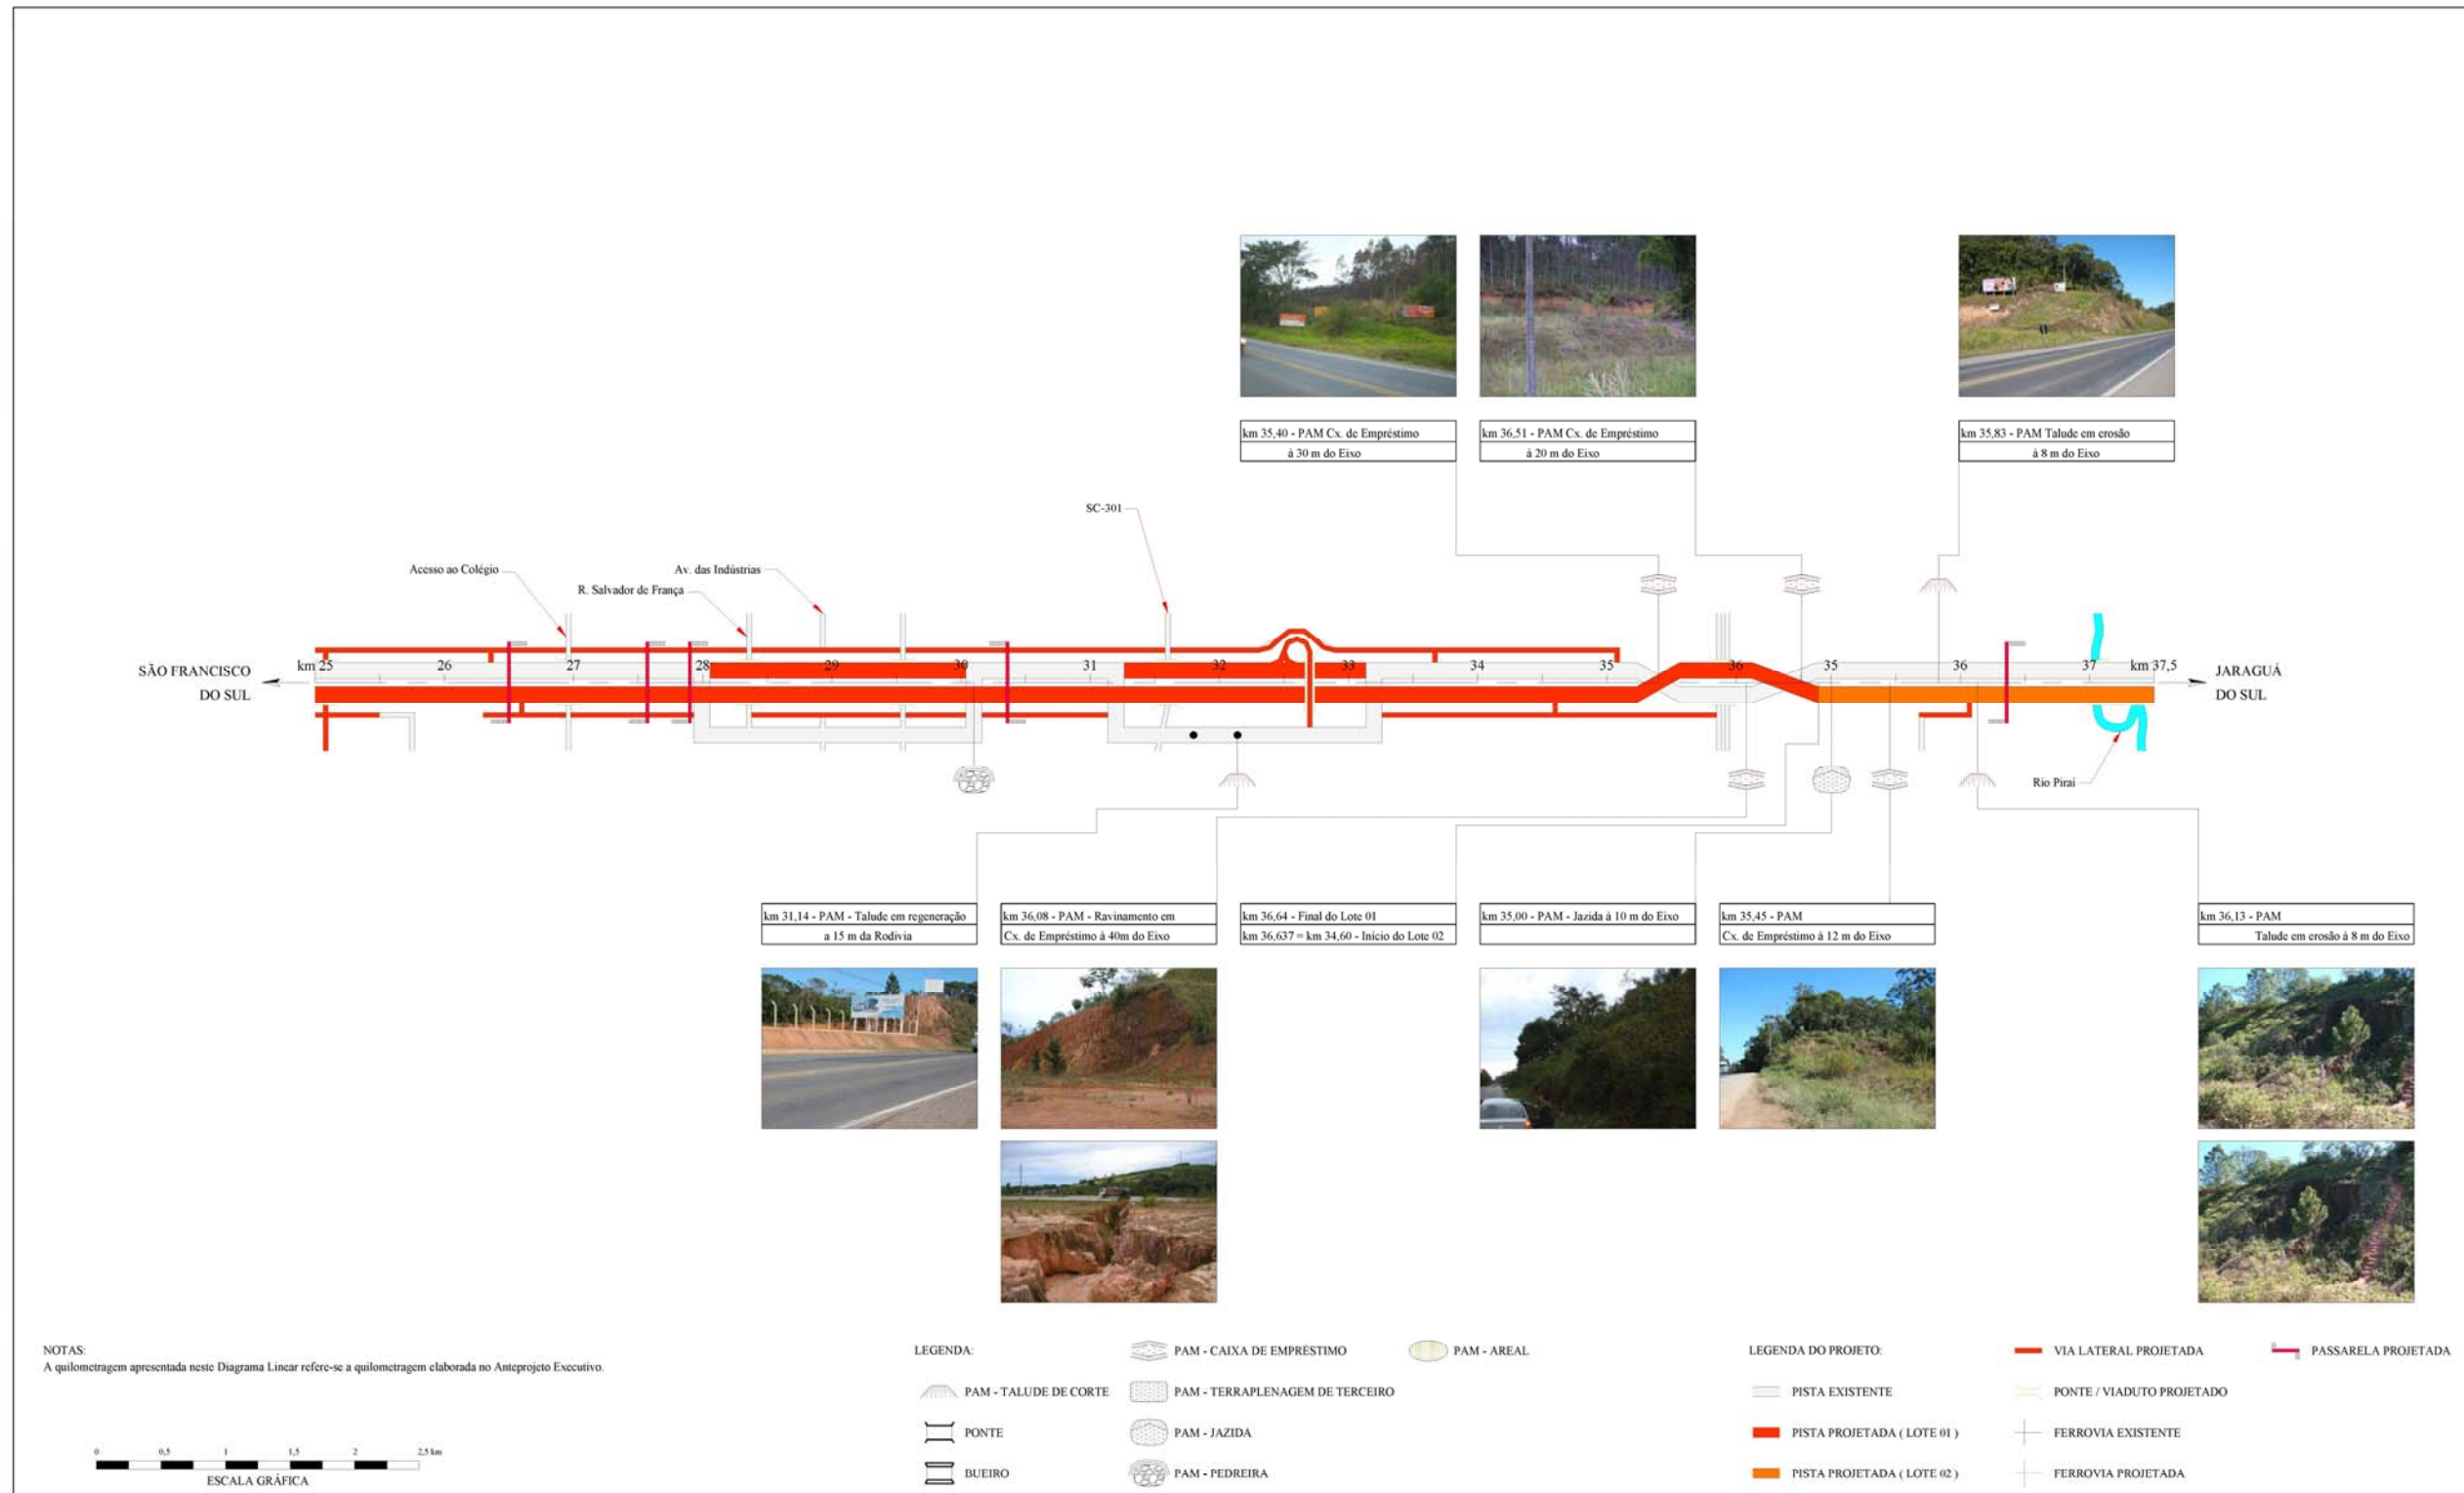 km 35,40 - PAM Cx. de Empréstimo
à 30 m do Eixo
km 36,51 - PAM Cx. de Empréstimo
à 20 m do Eixo
km 35,83 - PAM Talude em erosão
à 8 m do Eixo
SC-301
Acesso ao Colégio
Av. das Indústrias
R. Salvador de França
SÃO FRANCISCO
DO SUL
km 25
26
27
28
29
30
31
32
33
34
35
36
35
36
37
km 37,5
JARAGUÁ
DO SUL
Rio Piraí
km 31,14 - PAM - Talude em regeneração
a 15 m da Rodivia
km 36,08 - PAM - Ravinamento em
Cx. de Empréstimo à 40m do Eixo
km 36,64 - Final do Lote 01
km 36,637 = km 34,60 - Início do Lote 02
km 35,00 - PAM - Jazida à 10 m do Eixo
km 35,45 - PAM
Cx. de Empréstimo à 12 m do Eixo
km 36,13 - PAM
Talude em erosão à 8 m do Eixo
NOTAS:
A quilometragem apresentada neste Diagrama Linear refere-se a quilometragem elaborada no Anteprojeto Executivo.
0 0,5 1 1,5 2 2,5 km
ESCALA GRÁFICA
LEGENDA:
PAM - TALUDE DE CORTE
PONTE
BUEIRO
PAM - CAIXA DE EMPRÉSTIMO
PAM - TERRAPLENAGEM DE TERCEIRO
PAM - JAZIDA
PAM - PEDREIRA
PAM - AREAL
LEGENDA DO PROJETO:
PISTA EXISTENTE
PISTA PROJETADA ( LOTE 01 )
PISTA PROJETADA ( LOTE 02 )
VIA LATERAL PROJETADA
PONTE / VIADUTO PROJETADO
FERROVIA EXISTENTE
FERROVIA PROJETADA
PASSARELA PROJETADA